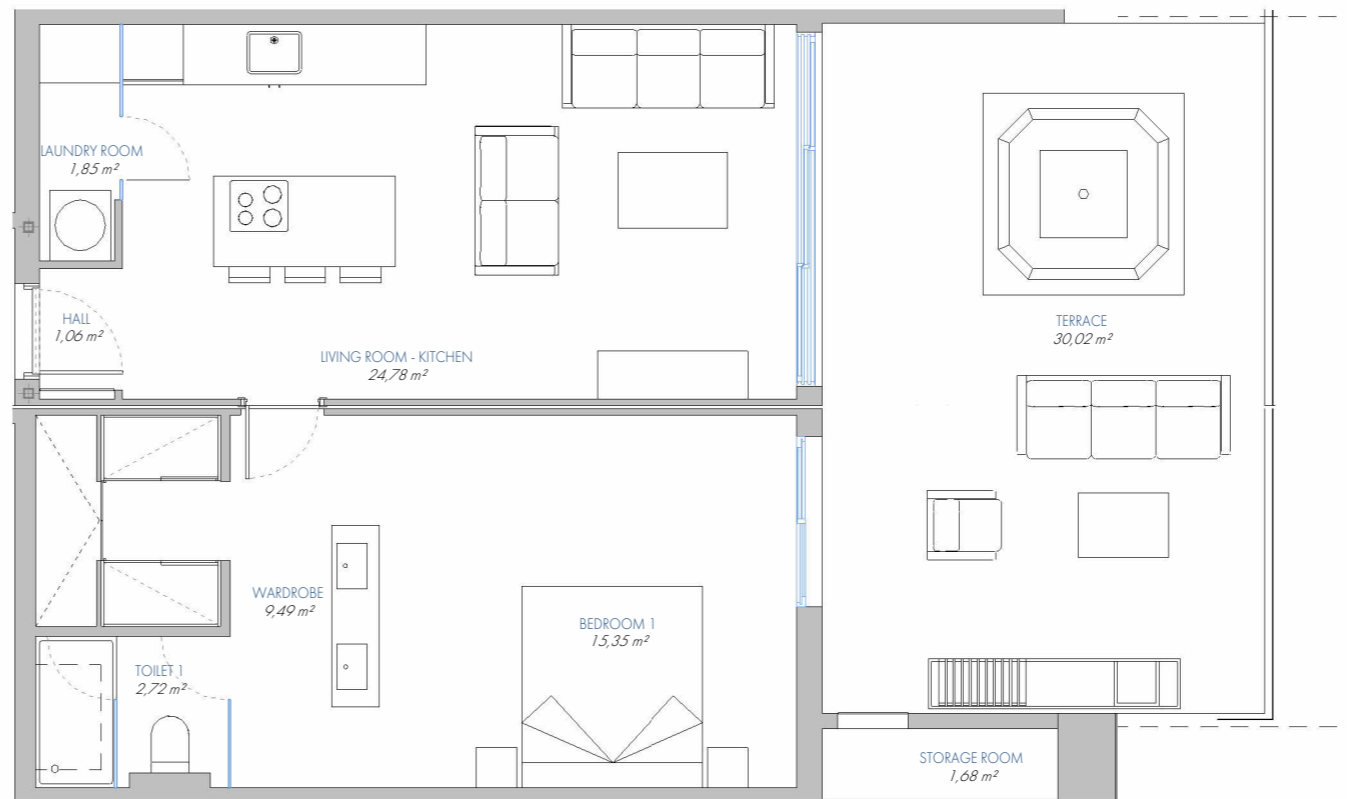 LAUNDRY ROOM
1,85 m²
HALL
1,06 m²
LIVING ROOM - KITCHEN
24,78 m²
TERRACE
30,02 m²
WARDROBE
9,49 m²
BEDROOM 1
15,35 m²
TOILET 1
2,72 m²
STORAGE ROOM
1,68 m²